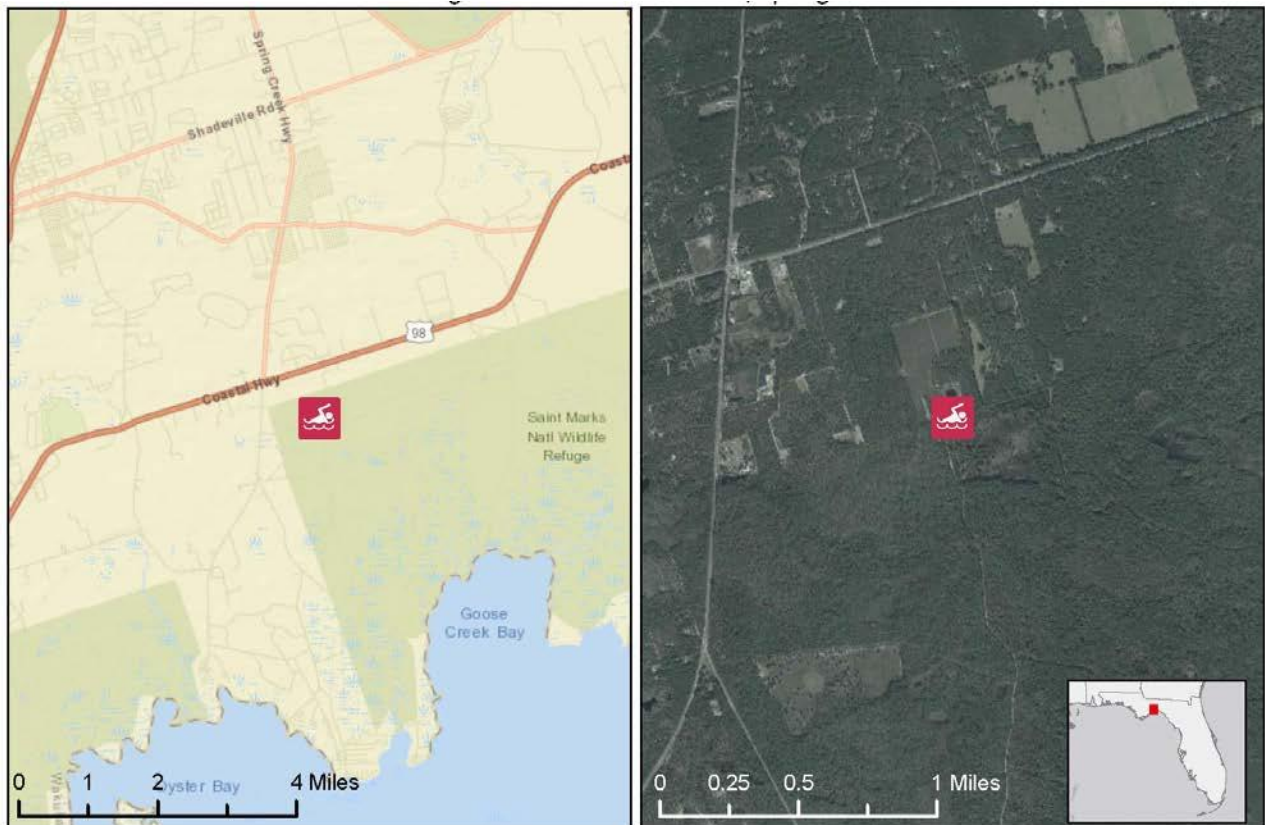 Spring Creek
Hwy
Shadeville Rd
98
Coastal Hwy
Saint Marks
Natl Wildlife
Refuge
Goose
Creek Bay
Oyster Bay
0 1 2 4 Miles
0 0.25 0.5 1 Miles